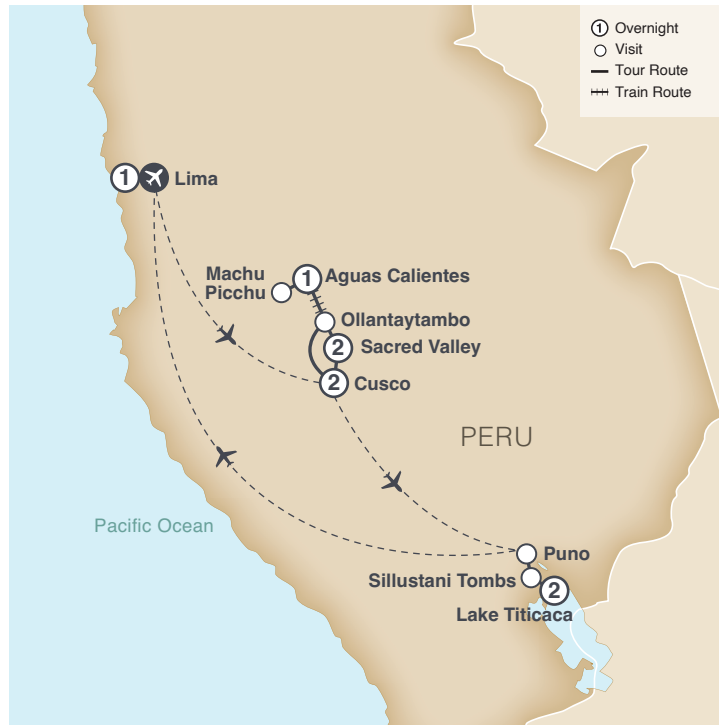 1 Overnight
Visit
Tour Route
Train Route
1 Lima
Machu
Picchu
1 Aguas Calientes
Ollantaytambo
2 Sacred Valley
2 Cusco
PERU
Pacific Ocean
Puno
Sillustani Tombs
2
Lake Titicaca